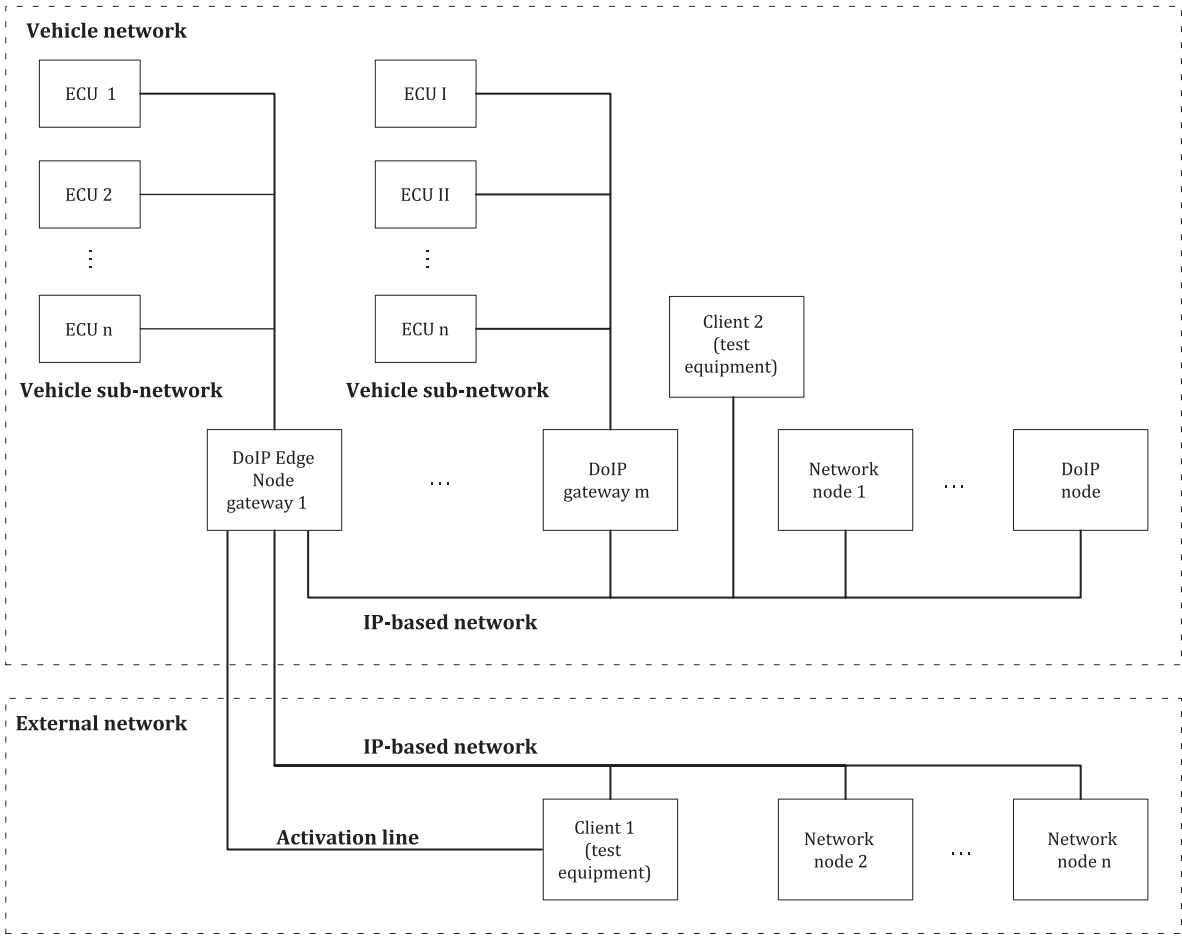 Vehicle network
ECU 1
ECU I
ECU 2
ECU II
⋮
⋮
ECU n
ECU n
Client 2
(test
equipment)
Vehicle sub-network
Vehicle sub-network
DoIP Edge
Node
gateway 1
...
DoIP
gateway m
Network
node 1
...
DoIP
node
IP-based network
External network
IP-based network
Activation line
Client 1
(test
equipment)
Network
node 2
...
Network
node n